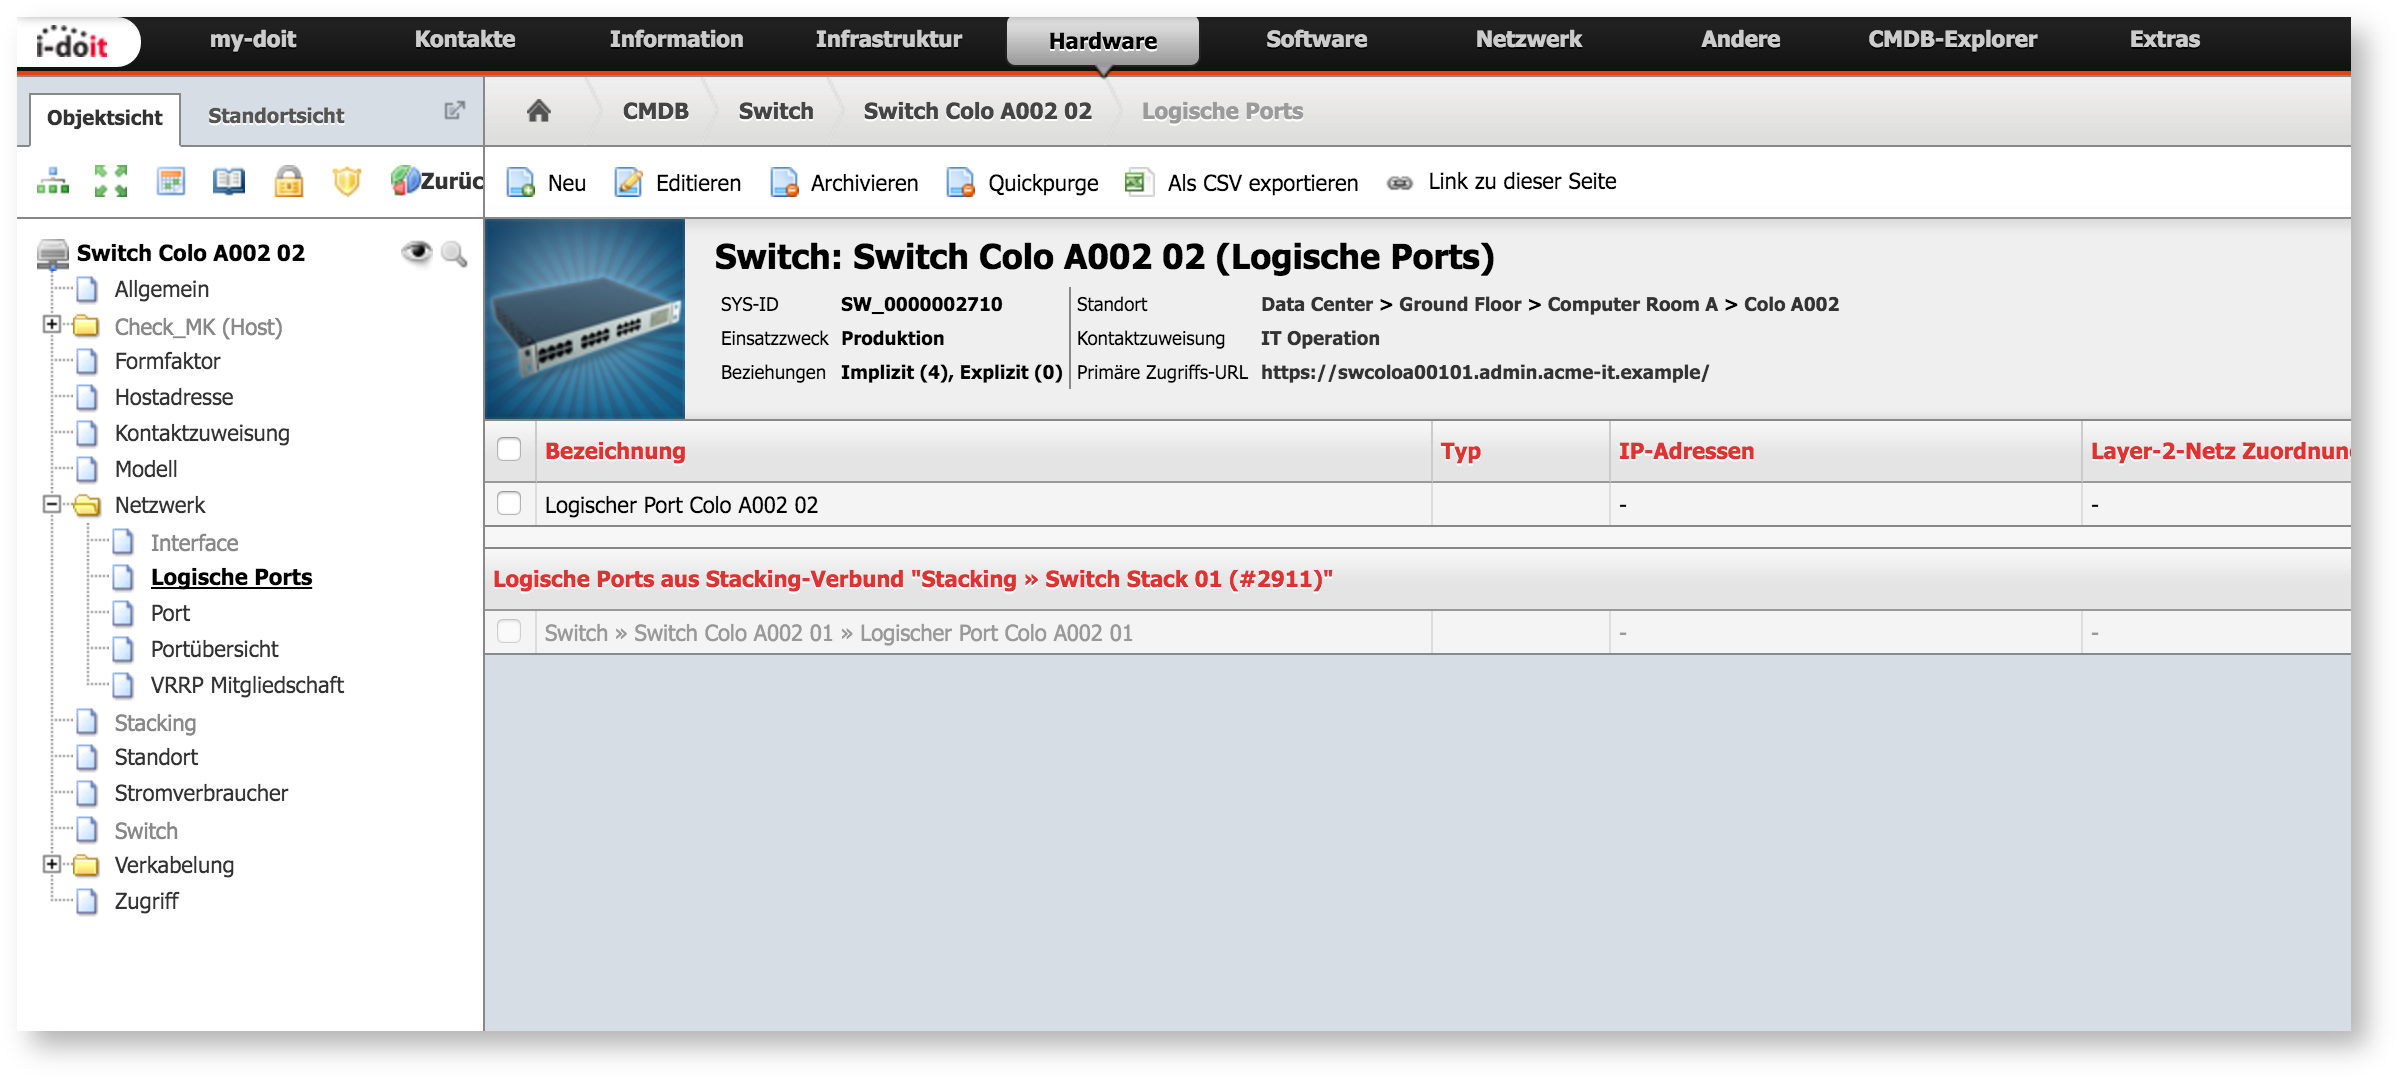 i-doit my-doit Kontakte Information Infrastruktur Hardware Software Netzwerk Andere CMDB-Explorer Extras
Objektsicht Standortsicht
CMDB Switch Switch Colo A002 02 Logische Ports
Zurüc
Neu Editieren Archivieren Quickpurge Als CSV exportieren Link zu dieser Seite
Switch Colo A002 02
Allgemein
Check_MK (Host)
Formfaktor
Hostadresse
Kontaktzuweisung
Modell
Netzwerk
Interface
Logische Ports
Port
Portübersicht
VRRP Mitgliedschaft
Stacking
Standort
Stromverbraucher
Switch
Verkabelung
Zugriff
Switch: Switch Colo A002 02 (Logische Ports)
SYS-ID SW_0000002710 Standort Data Center > Ground Floor > Computer Room A > Colo A002
Einsatzzweck Produktion Kontaktzuweisung IT Operation
Beziehungen Implizit (4), Explizit (0) Primäre Zugriffs-URL https://swcoloa00101.admin.acme-it.example/
Bezeichnung Typ IP-Adressen Layer-2-Netz Zuordnun
Logischer Port Colo A002 02 - -
Logische Ports aus Stacking-Verbund "Stacking » Switch Stack 01 (#2911)"
Switch » Switch Colo A002 01 » Logischer Port Colo A002 01 - -